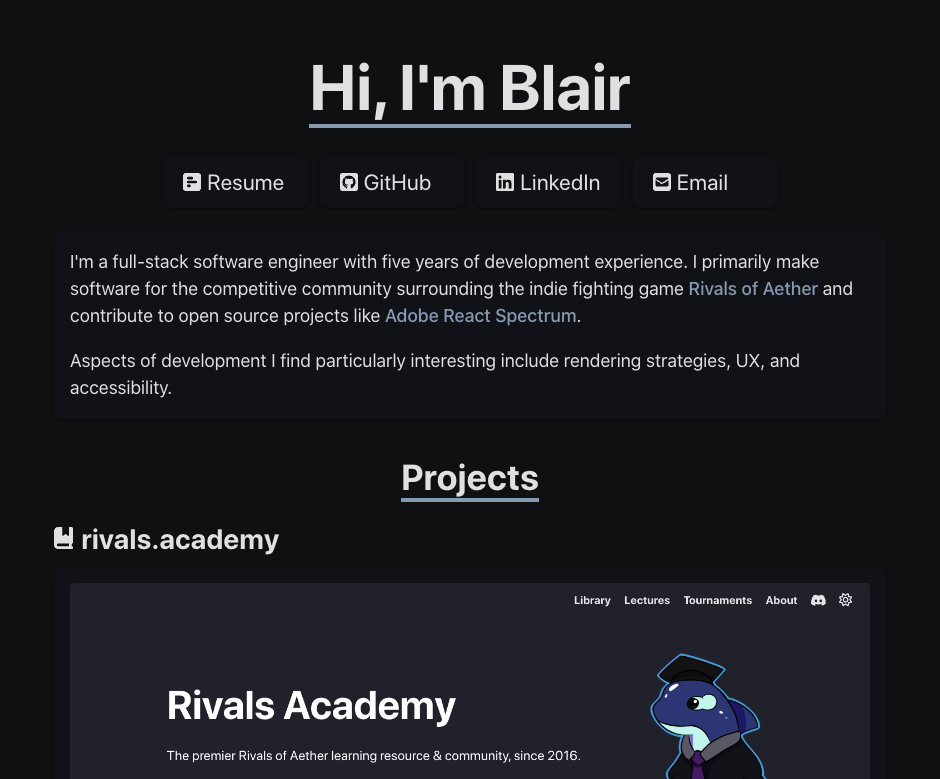 Hi, I'm Blair
Resume GitHub LinkedIn Email
I'm a full-stack software engineer with five years of development experience. I primarily make
software for the competitive community surrounding the indie fighting game Rivals of Aether and
contribute to open source projects like Adobe React Spectrum.
Aspects of development I find particularly interesting include rendering strategies, UX, and
accessibility.
Projects
rivals.academy
Library Lectures Tournaments About
Rivals Academy
The premier Rivals of Aether learning resource & community, since 2016.